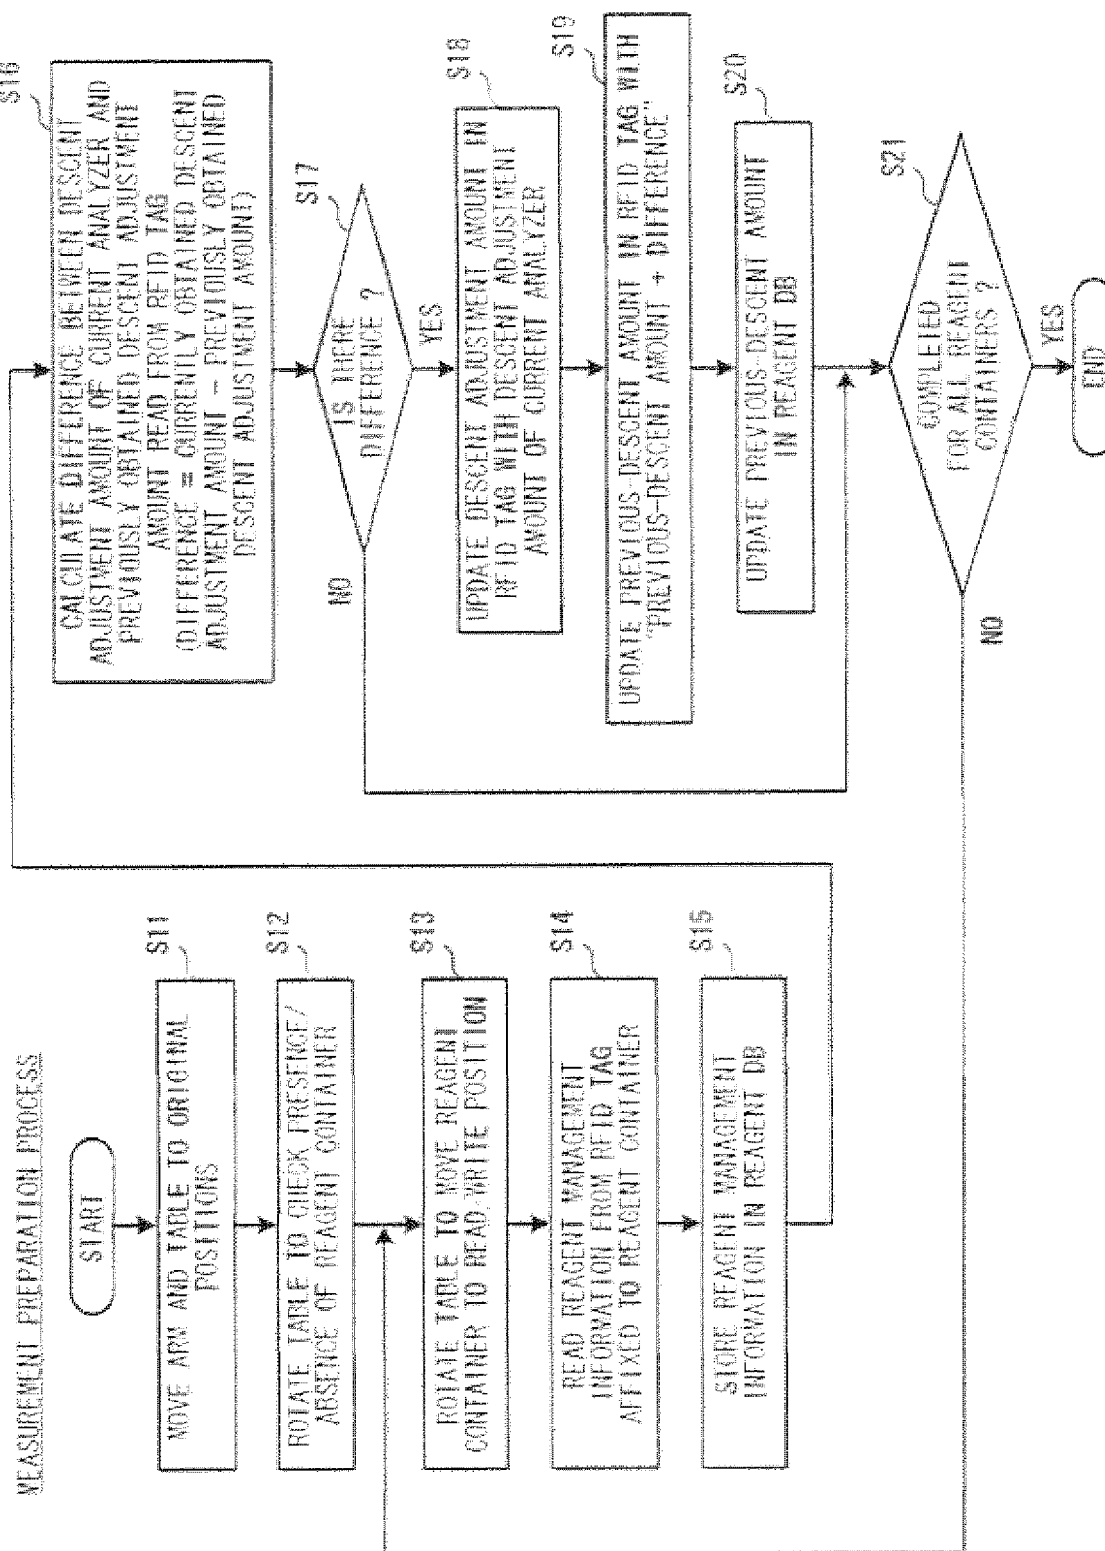 MEASUREMENT PREPARATION PROCESS
START
S11
MOVE ARM AND TABLE TO ORIGINAL
POSITIONS
S12
ROTATE TABLE TO CHECK PRESENCE/
ABSENCE OF REAGENT CONTAINER
S13
ROTATE TABLE TO MOVE REAGENT
CONTAINER TO READ/WRITE POSITION
S14
READ REAGENT MANAGEMENT
INFORMATION FROM RFID TAG
AFFIXED TO REAGENT CONTAINER
S15
STORE REAGENT MANAGEMENT
INFORMATION IN REAGENT DB
S16
CALCULATE DIFFERENCE BETWEEN DESCENT
ADJUSTMENT AMOUNT OF CURRENT ANALYZER AND
PREVIOUSLY OBTAINED DESCENT ADJUSTMENT
AMOUNT READ FROM RFID TAG
(DIFFERENCE = CURRENTLY OBTAINED DESCENT
ADJUSTMENT AMOUNT - PREVIOUSLY OBTAINED
DESCENT ADJUSTMENT AMOUNT)
S17
IS THERE
DIFFERENCE ?
NO
YES
S18
UPDATE DESCENT ADJUSTMENT AMOUNT IN
RFID TAG WITH DESCENT ADJUSTMENT
AMOUNT OF CURRENT ANALYZER
S19
UPDATE PREVIOUS-DESCENT AMOUNT IN RFID TAG WITH
"PREVIOUS-DESCENT AMOUNT + DIFFERENCE"
S20
UPDATE PREVIOUS-DESCENT AMOUNT
IN REAGENT DB
S21
COMPLETED
FOR ALL REAGENT
CONTAINERS ?
NO
YES
END